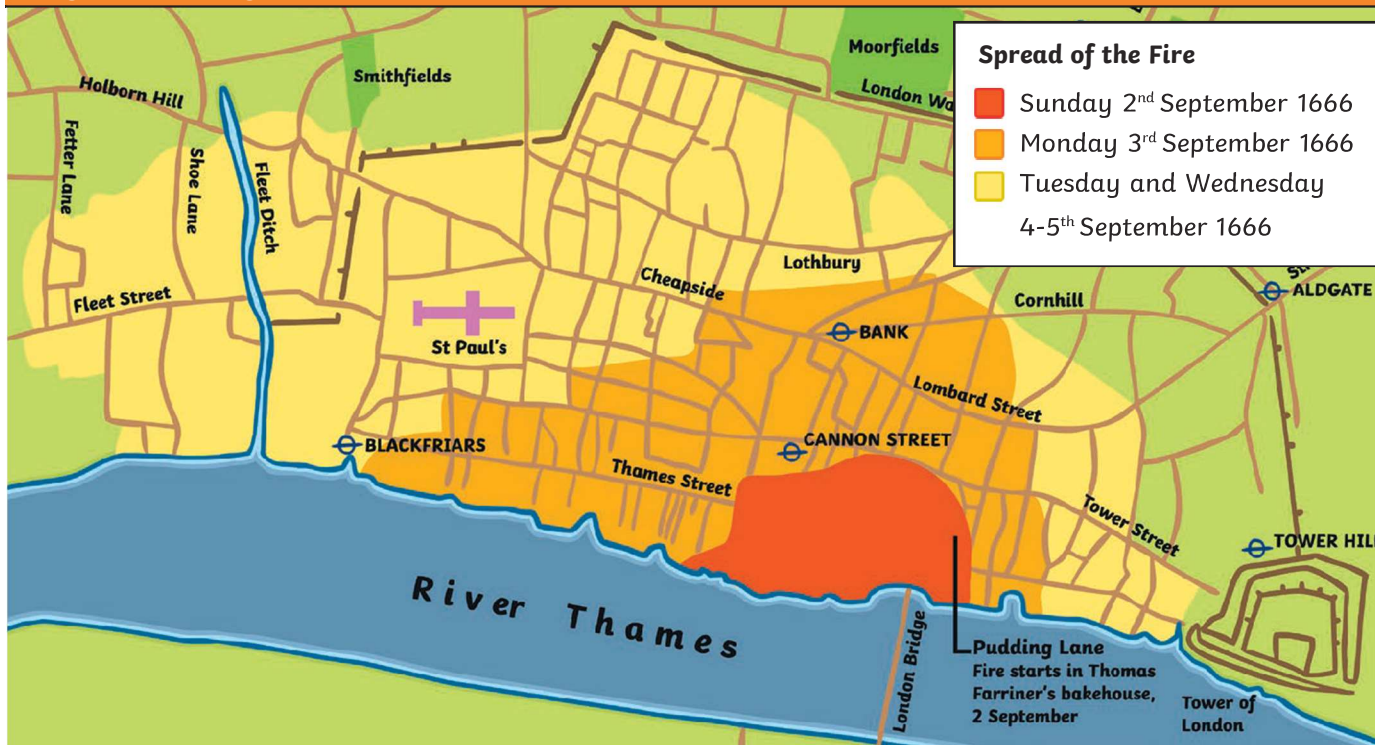 Moorfields
Smithfields
Holborn Hill
London Wa
Fetter Lane
Shoe Lane
Fleet Ditch
Spread of the Fire
Sunday 2nd September 1666
Monday 3rd September 1666
Tuesday and Wednesday
4-5th September 1666
Lothbury
Cheapside
Fleet Street
Cornhill
ALDGATE
St Paul's
BANK
Lombard Street
BLACKFRIARS
CANNON STREET
Thames Street
Tower Street
TOWER HILL
River Thames
London Bridge
Pudding Lane
Fire starts in Thomas
Farriner's bakehouse,
2 September
Tower of
London